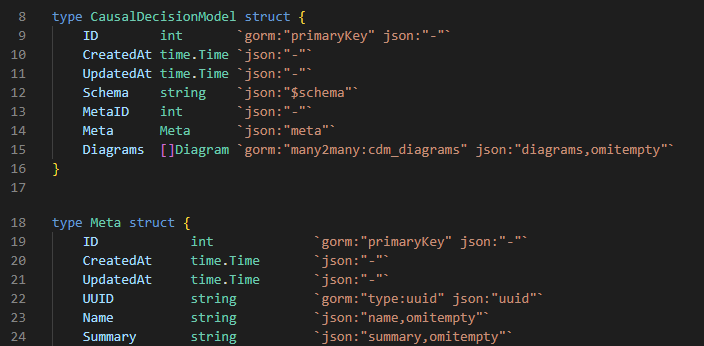 8 type CausalDecisionModel struct {
9 ID int `gorm:"primaryKey" json:"-"`
10 CreatedAt time.Time `json:"-"`
11 UpdatedAt time.Time `json:"-"`
12 Schema string `json:"$schema"`
13 MetaID int `json:"-"`
14 Meta Meta `json:"meta"`
15 Diagrams []Diagram `gorm:"many2many:cdm_diagrams" json:"diagrams,omitempty"`
16 }
17
18 type Meta struct {
19 ID int `gorm:"primaryKey" json:"-"`
20 CreatedAt time.Time `json:"-"`
21 UpdatedAt time.Time `json:"-"`
22 UUID string `gorm:"type:uuid" json:"uuid"`
23 Name string `json:"name,omitempty"`
24 Summary string `json:"summary,omitempty"`